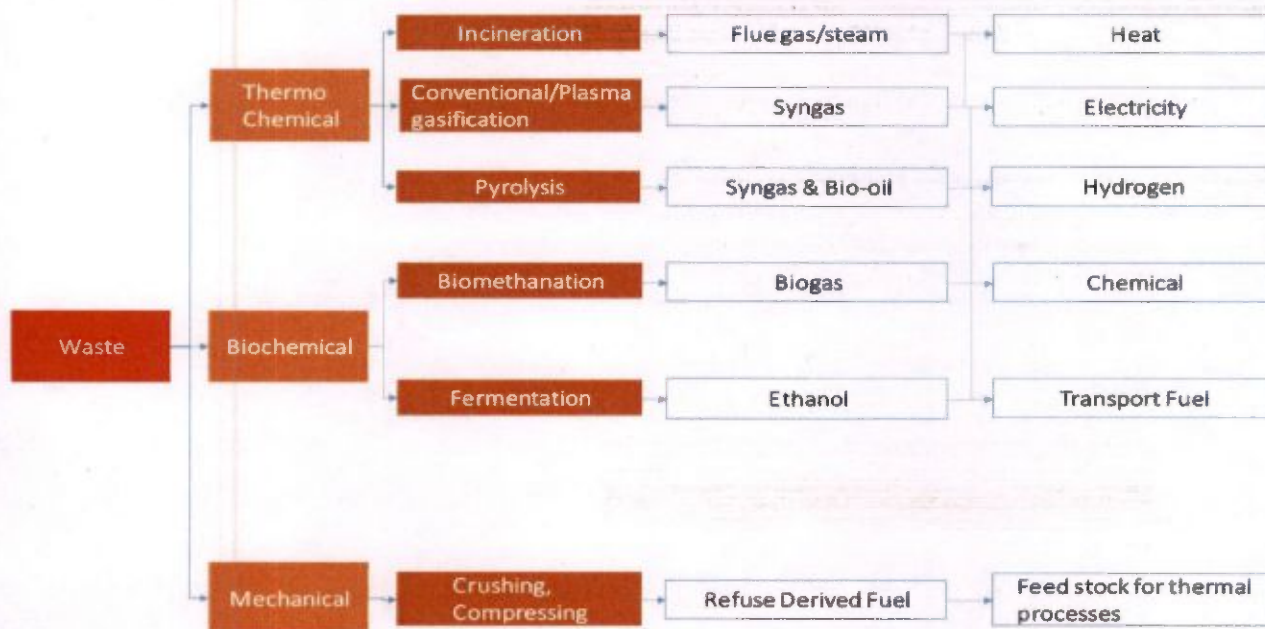 Incineration
Flue gas/steam
Heat
Thermo
Chemical
Conventional/Plasma
gasification
Syngas
Electricity
Pyrolysis
Syngas & Bio-oil
Hydrogen
Biomethanation
Biogas
Chemical
Waste
Biochemical
Fermentation
Ethanol
Transport Fuel
Mechanical
Crushing,
Compressing
Refuse Derived Fuel
Feed stock for thermal
processes